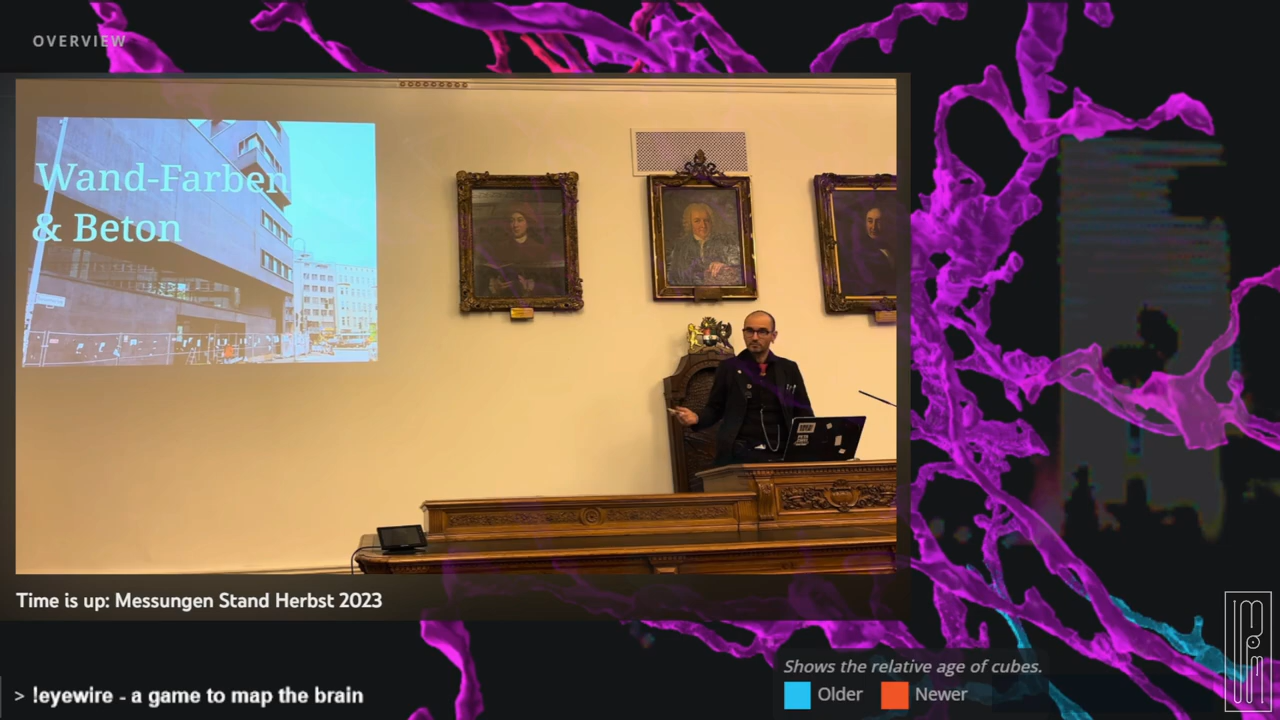 OVERVIEW
Wand-Farben
& Beton
Time is up: Messungen Stand Herbst 2023
> !eyewire - a game to map the brain
Shows the relative age of cubes.
Older
Newer